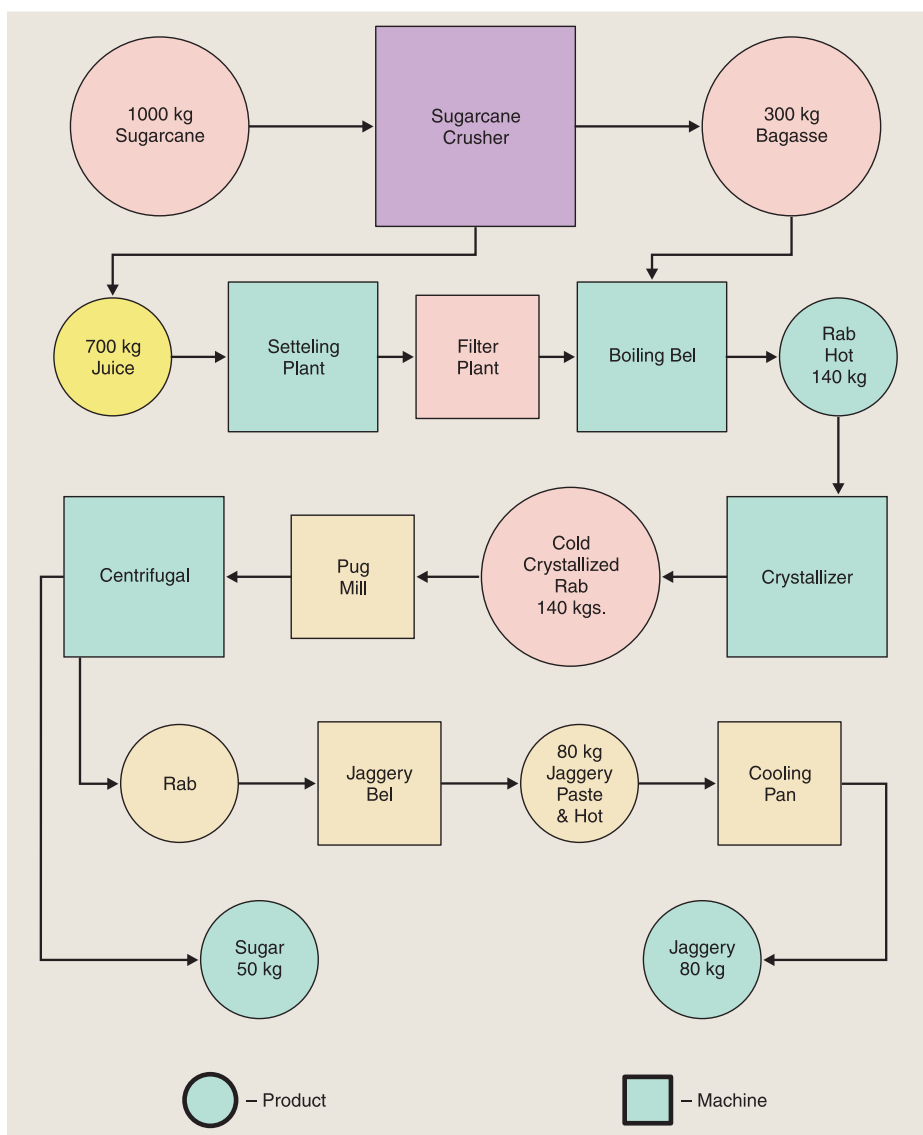 1000 kg
Sugarcane
Sugarcane
Crusher
300 kg
Bagasse
700 kg
Juice
Setteling
Plant
Filter
Plant
Boiling Bel
Rab
Hot
140 kg
Centrifugal
Pug
Mill
Cold
Crystallized
Rab
140 kgs.
Crystallizer
Rab
Jaggery
Bel
80 kg
Jaggery
Paste
& Hot
Cooling
Pan
Sugar
50 kg
Jaggery
80 kg
– Product
– Machine